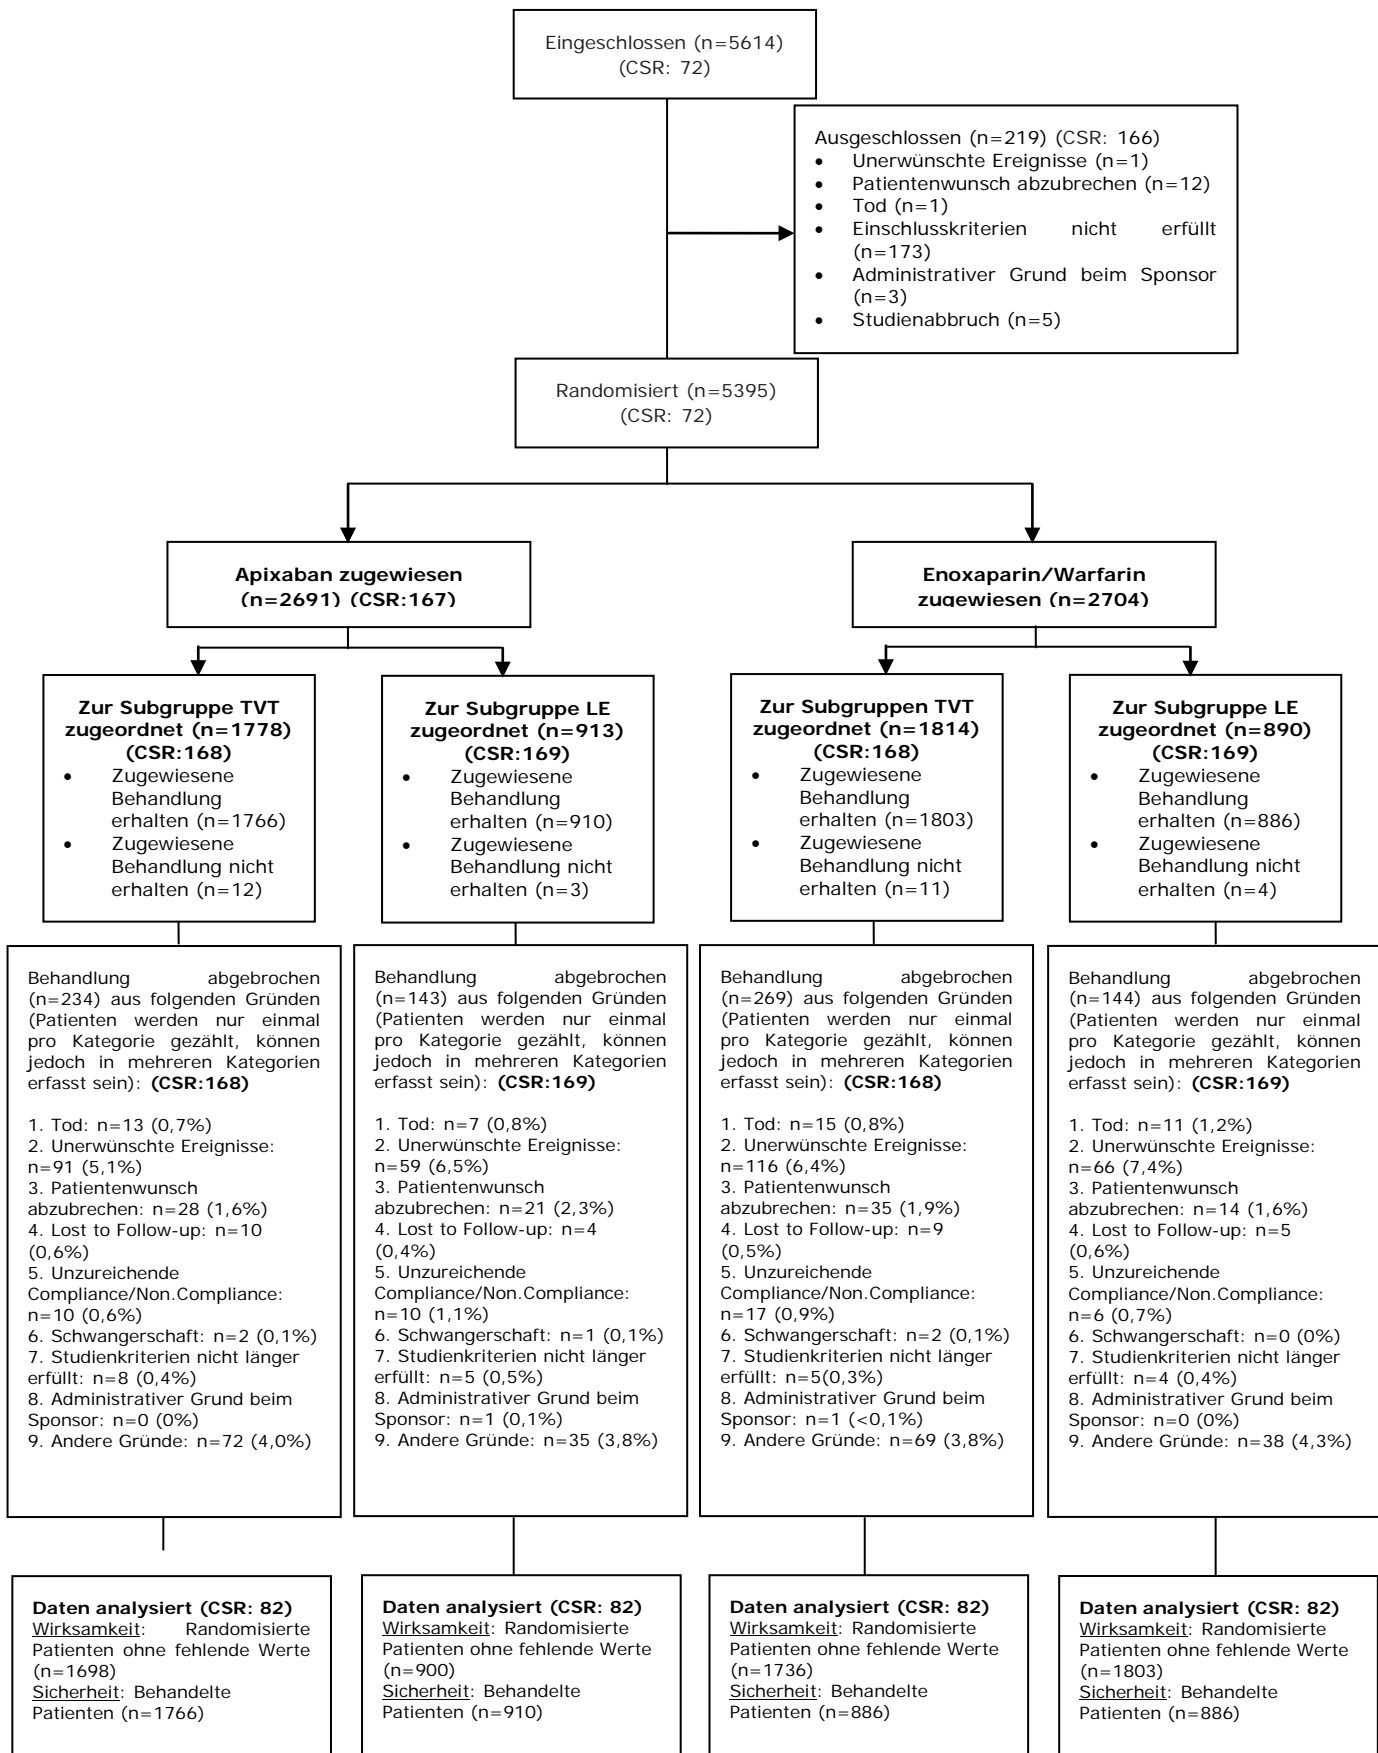 Eingeschlossen (n=5614)
(CSR: 72)
Ausgeschlossen (n=219) (CSR: 166)
• Unerwünschte Ereignisse (n=1)
• Patientenwunsch abzubrechen (n=12)
• Tod (n=1)
• Einschlusskriterien nicht erfüllt
(n=173)
• Administrativer Grund beim Sponsor
(n=3)
• Studienabbruch (n=5)
Randomisiert (n=5395)
(CSR: 72)
Apixaban zugewiesen
(n=2691) (CSR:167)
Enoxaparin/Warfarin
zugewiesen (n=2704)
Zur Subgruppe TVT
zugeordnet (n=1778)
(CSR:168)
• Zugewiesene
Behandlung
erhalten (n=1766)
• Zugewiesene
Behandlung nicht
erhalten (n=12)
Zur Subgruppe LE
zugeordnet (n=913)
(CSR:169)
• Zugewiesene
Behandlung
erhalten (n=910)
• Zugewiesene
Behandlung nicht
erhalten (n=3)
Zur Subgruppen TVT
zugeordnet (n=1814)
(CSR:168)
• Zugewiesene
Behandlung
erhalten (n=1803)
• Zugewiesene
Behandlung nicht
erhalten (n=11)
Zur Subgruppe LE
zugeordnet (n=890)
(CSR:169)
• Zugewiesene
Behandlung
erhalten (n=886)
• Zugewiesene
Behandlung nicht
erhalten (n=4)
Behandlung abgebrochen
(n=234) aus folgenden Gründen
(Patienten werden nur einmal
pro Kategorie gezählt, können
jedoch in mehreren Kategorien
erfasst sein): (CSR:168)
1. Tod: n=13 (0,7%)
2. Unerwünschte Ereignisse:
n=91 (5,1%)
3. Patientenwunsch
abzubrechen: n=28 (1,6%)
4. Lost to Follow-up: n=10
(0,6%)
5. Unzureichende
Compliance/Non.Compliance:
n=10 (0,6%)
6. Schwangerschaft: n=2 (0,1%)
7. Studienkriterien nicht länger
erfüllt: n=8 (0,4%)
8. Administrativer Grund beim
Sponsor: n=0 (0%)
9. Andere Gründe: n=72 (4,0%)
Behandlung abgebrochen
(n=143) aus folgenden Gründen
(Patienten werden nur einmal
pro Kategorie gezählt, können
jedoch in mehreren Kategorien
erfasst sein): (CSR:169)
1. Tod: n=7 (0,8%)
2. Unerwünschte Ereignisse:
n=59 (6,5%)
3. Patientenwunsch
abzubrechen: n=21 (2,3%)
4. Lost to Follow-up: n=4
(0,4%)
5. Unzureichende
Compliance/Non.Compliance:
n=10 (1,1%)
6. Schwangerschaft: n=1 (0,1%)
7. Studienkriterien nicht länger
erfüllt: n=5 (0,5%)
8. Administrativer Grund beim
Sponsor: n=1 (0,1%)
9. Andere Gründe: n=35 (3,8%)
Behandlung abgebrochen
(n=269) aus folgenden Gründen
(Patienten werden nur einmal
pro Kategorie gezählt, können
jedoch in mehreren Kategorien
erfasst sein): (CSR:168)
1. Tod: n=15 (0,8%)
2. Unerwünschte Ereignisse:
n=116 (6,4%)
3. Patientenwunsch
abzubrechen: n=35 (1,9%)
4. Lost to Follow-up: n=9
(0,5%)
5. Unzureichende
Compliance/Non.Compliance:
n=17 (0,9%)
6. Schwangerschaft: n=2 (0,1%)
7. Studienkriterien nicht länger
erfüllt: n=5(0,3%)
8. Administrativer Grund beim
Sponsor: n=1 (<0,1%)
9. Andere Gründe: n=69 (3,8%)
Behandlung abgebrochen
(n=144) aus folgenden Gründen
(Patienten werden nur einmal
pro Kategorie gezählt, können
jedoch in mehreren Kategorien
erfasst sein): (CSR:169)
1. Tod: n=11 (1,2%)
2. Unerwünschte Ereignisse:
n=66 (7,4%)
3. Patientenwunsch
abzubrechen: n=14 (1,6%)
4. Lost to Follow-up: n=5
(0,6%)
5. Unzureichende
Compliance/Non.Compliance:
n=6 (0,7%)
6. Schwangerschaft: n=0 (0%)
7. Studienkriterien nicht länger
erfüllt: n=4 (0,4%)
8. Administrativer Grund beim
Sponsor: n=0 (0%)
9. Andere Gründe: n=38 (4,3%)
Daten analysiert (CSR: 82)
Wirksamkeit: Randomisierte
Patienten ohne fehlende Werte
(n=1698)
Sicherheit: Behandelte
Patienten (n=1766)
Daten analysiert (CSR: 82)
Wirksamkeit: Randomisierte
Patienten ohne fehlende Werte
(n=900)
Sicherheit: Behandelte
Patienten (n=910)
Daten analysiert (CSR: 82)
Wirksamkeit: Randomisierte
Patienten ohne fehlende Werte
(n=1736)
Sicherheit: Behandelte
Patienten (n=886)
Daten analysiert (CSR: 82)
Wirksamkeit: Randomisierte
Patienten ohne fehlende Werte
(n=1803)
Sicherheit: Behandelte
Patienten (n=886)